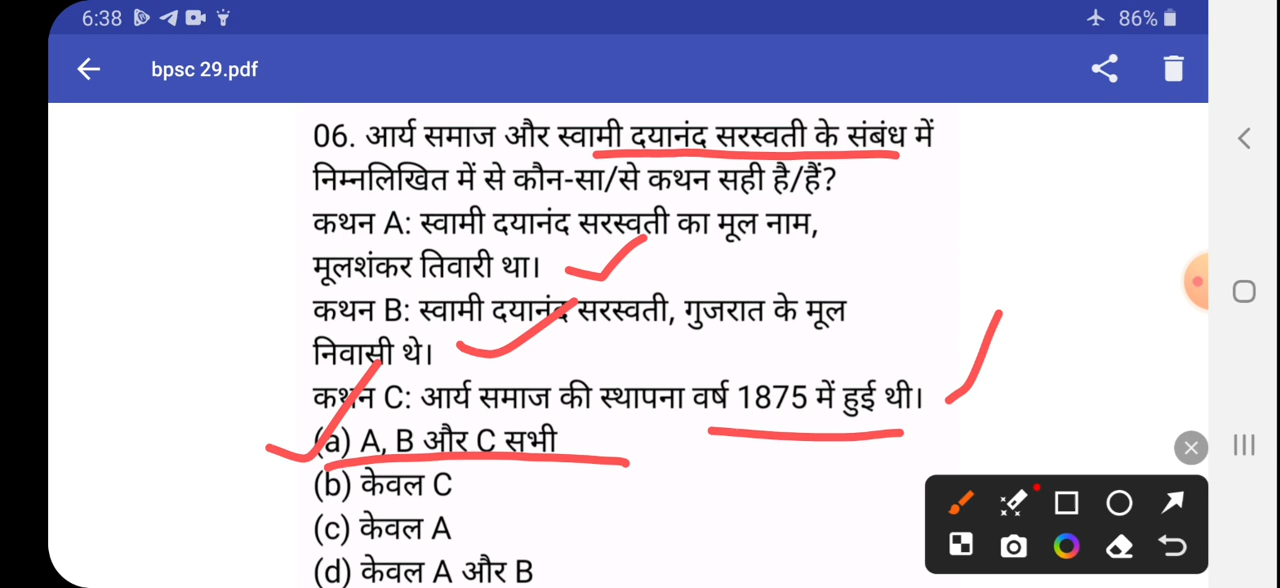 6:38
86%
bpsc 29.pdf
06. आर्य समाज और स्वामी दयानंद सरस्वती के संबंध में
निम्नलिखित में से कौन-सा/से कथन सही है/हैं?
कथन A: स्वामी दयानंद सरस्वती का मूल नाम,
मूलशंकर तिवारी था।
कथन B: स्वामी दयानंद सरस्वती, गुजरात के मूल
निवासी थे।
कथन C: आर्य समाज की स्थापना वर्ष 1875 में हुई थी।
(a) A, B और C सभी
(b) केवल C
(c) केवल A
(d) केवल A और B